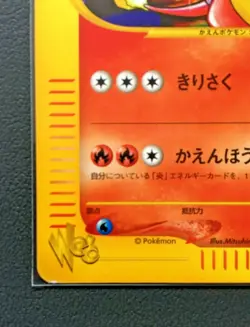 かえんポケモン
きりさく
かえんほう
自分についている「炎」エネルギーカードを、1
弱点 抵抗力
© Pokémon
Illus.Mitsuhi
Web